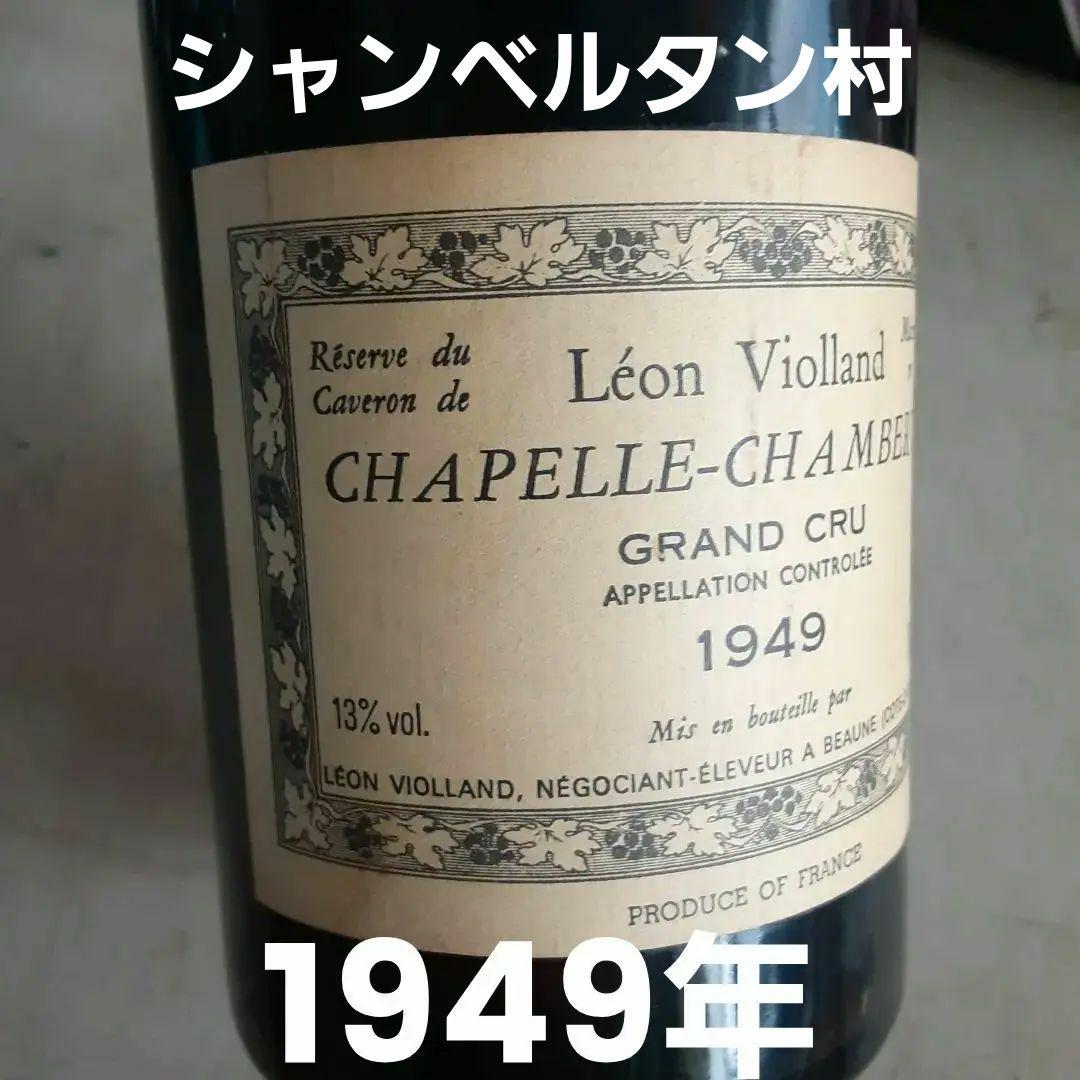 シャンベルタン村
Réserve du
Caveron de
Léon Violland
CHAPELLE-CHAMBER
GRAND CRU
APPELLATION CONTROLÉE
1949
13% vol.
Mis en bouteille par
LÉON VIOLLAND, NÉGOCIANT-ÉLEVEUR A BEAUNE
PRODUCE OF FRANCE
1949年